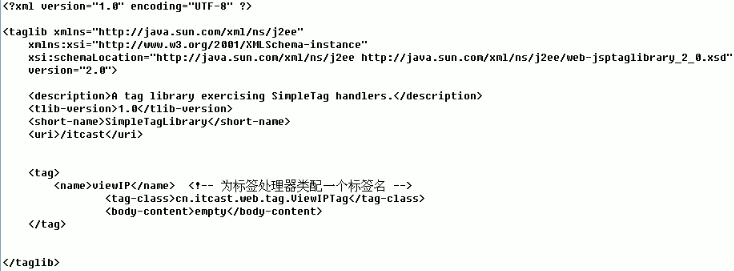 <?xml version="1.0" encoding="UTF-8" ?>
<taglib xmlns="http://java.sun.com/xml/ns/j2ee"
xmlns:xsi="http://www.w3.org/2001/XMLSchema-instance"
xsi:schemaLocation="http://java.sun.com/xml/ns/j2ee http://java.sun.com/xml/ns/j2ee/web-jsptaglibrary_2_0.xsd"
version="2.0">
<description>A tag library exercising SimpleTag handlers.</description>
<tlib-version>1.0</tlib-version>
<short-name>SimpleTagLibrary</short-name>
<uri>/itcast</uri>
<tag>
<name>viewIP</name> <!-- 为标签处理器类配一个标签名 -->
<tag-class>cn.itcast.web.tag.ViewIPTag</tag-class>
<body-content>empty</body-content>
</tag>
</taglib>